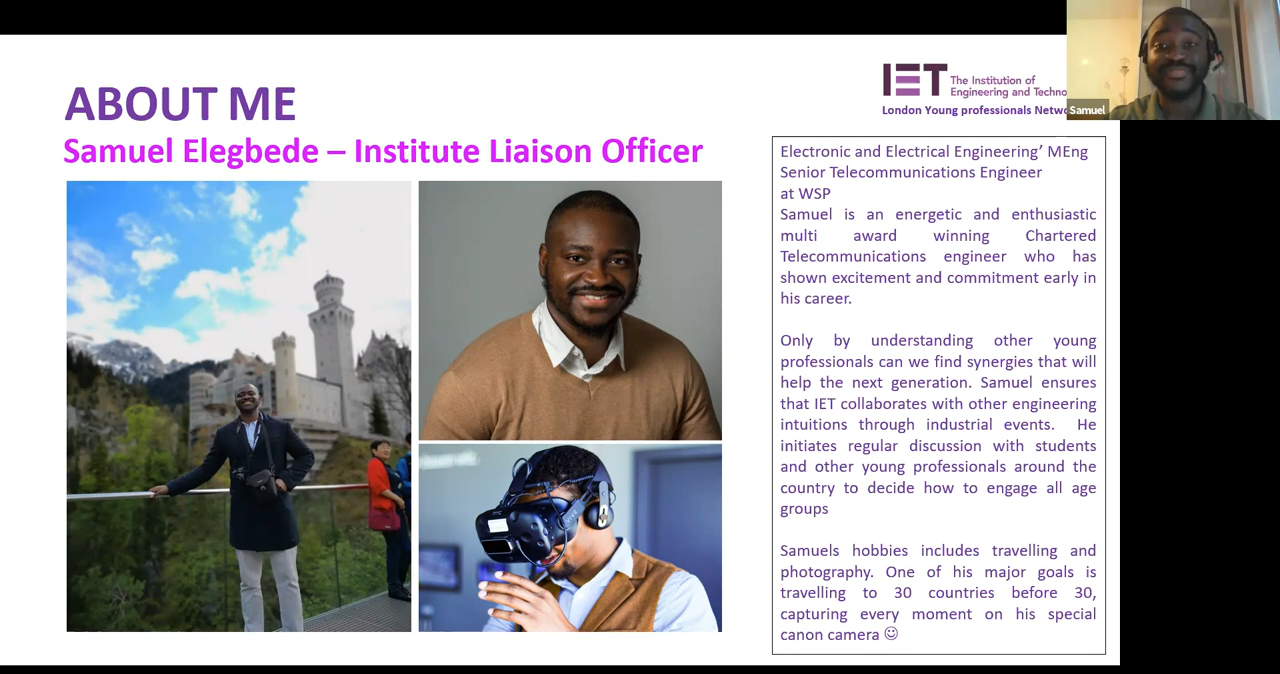 ABOUT ME
Samuel Elegbede – Institute Liaison Officer
IET
The Institution of
Engineering and Techno
London Young professionals Netw
Samuel
Electronic and Electrical Engineering’ MEng
Senior Telecommunications Engineer
at WSP
Samuel is an energetic and enthusiastic
multi award winning Chartered
Telecommunications engineer who has
shown excitement and commitment early in
his career.
Only by understanding other young
professionals can we find synergies that will
help the next generation. Samuel ensures
that IET collaborates with other engineering
intuitions through industrial events. He
initiates regular discussion with students
and other young professionals around the
country to decide how to engage all age
groups
Samuels hobbies includes travelling and
photography. One of his major goals is
travelling to 30 countries before 30,
capturing every moment on his special
canon camera ☺